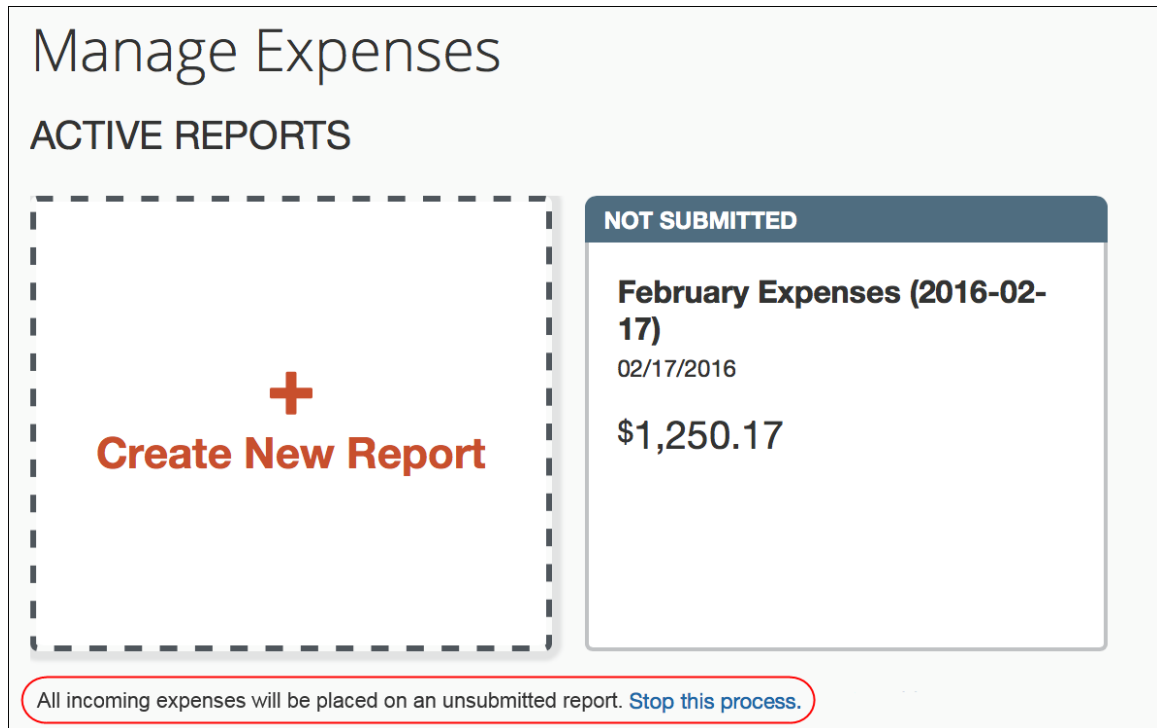 Manage Expenses
ACTIVE REPORTS
+
Create New Report
NOT SUBMITTED
February Expenses (2016-02-
17)
02/17/2016
$1,250.17
All incoming expenses will be placed on an unsubmitted report. Stop this process.